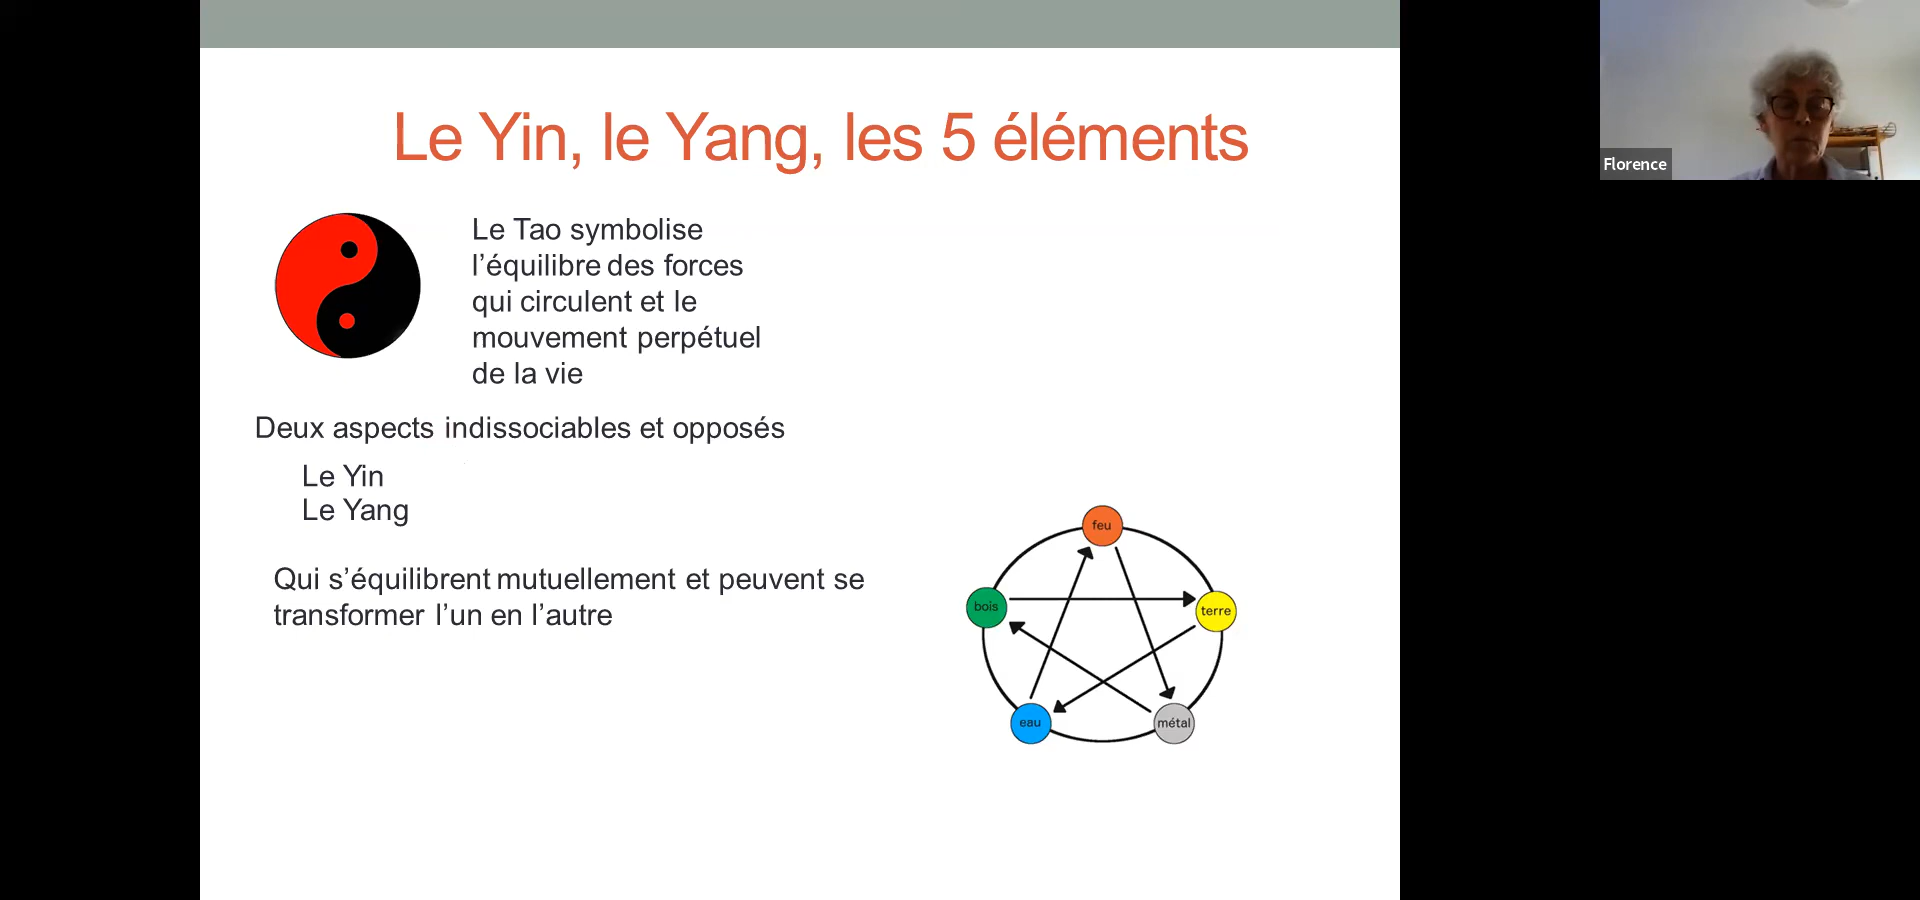 Le Yin, le Yang, les 5 éléments
Le Tao symbolise
l’équilibre des forces
qui circulent et le
mouvement perpétuel
de la vie
Deux aspects indissociables et opposés
Le Yin
Le Yang
Qui s’équilibrent mutuellement et peuvent se
transformer l’un en l’autre
feu
bois
terre
eau
métal
Florence